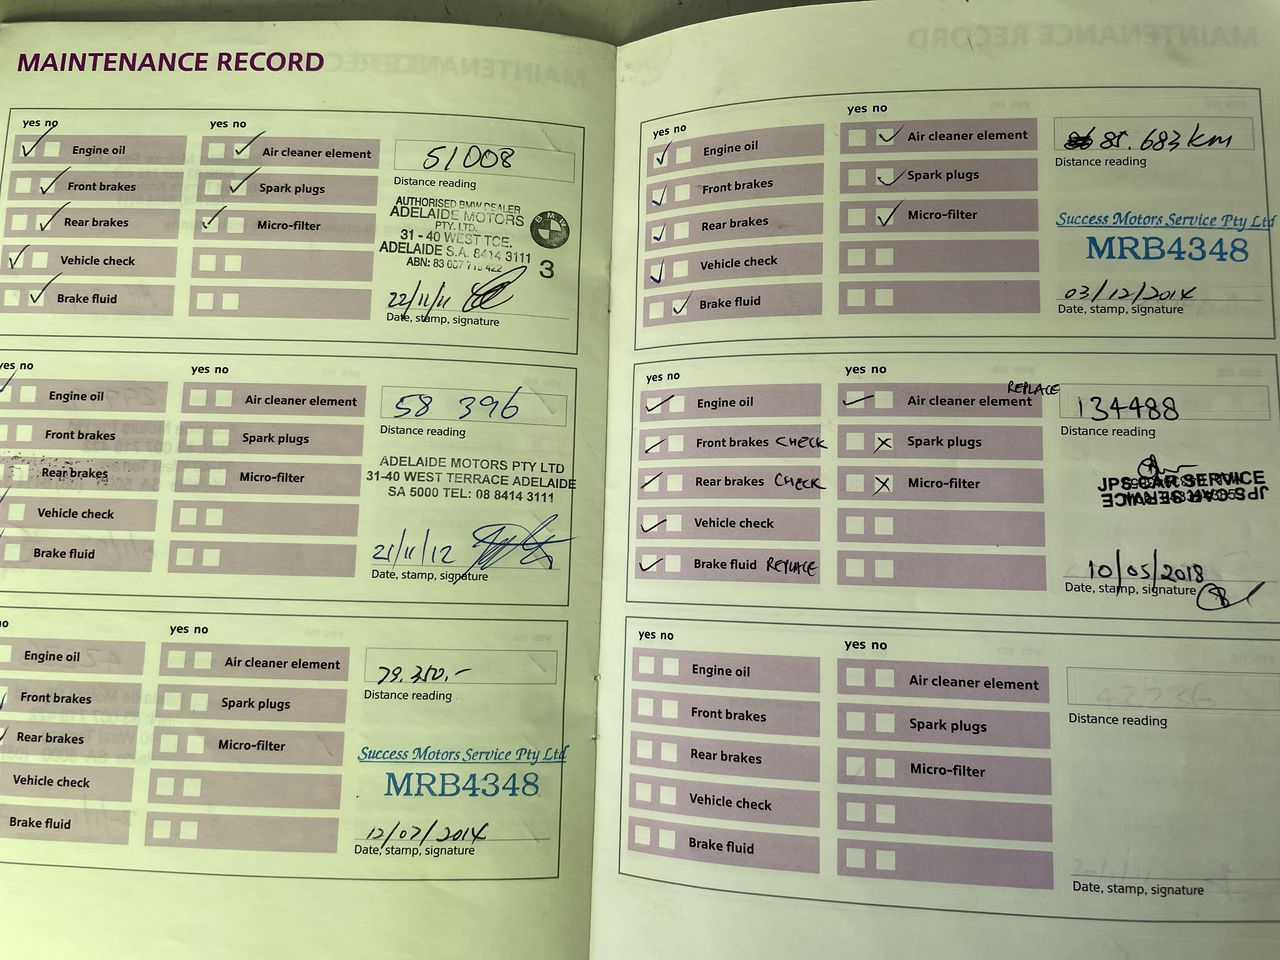 MAINTENANCE RECORD
yes no
yes no
Engine oil
Air cleaner element
51008
Distance reading
Front brakes
Spark plugs
Rear brakes
Micro-filter
Vehicle check
Brake fluid
AUTHORISED BMW DEALER
ADELAIDE MOTORS
PTY. LTD.
31 - 40 WEST TCE.
ADELAIDE S.A. 8414 3111
ABN: 83 007
BMW
3
22/11/11
Date, stamp, signature
yes no
yes no
Engine oil
Air cleaner element
58 396
Distance reading
Front brakes
Spark plugs
Rear brakes
Micro-filter
Vehicle check
Brake fluid
ADELAIDE MOTORS PTY LTD
31-40 WEST TERRACE ADELAIDE
SA 5000 TEL: 08 8414 3111
21/11/12
Date, stamp, signature
no
yes no
Engine oil
Air cleaner element
79.350.-
Distance reading
Front brakes
Spark plugs
Rear brakes
Micro-filter
Vehicle check
Brake fluid
Success Motors Service Pty Ltd
MRB4348
12/07/2014
Date, stamp, signature
yes no
yes no
Engine oil
Air cleaner element
85.683 km
Distance reading
Front brakes
Spark plugs
Rear brakes
Micro-filter
Vehicle check
Brake fluid
Success Motors Service Pty Ltd
MRB4348
03/12/2014
Date, stamp, signature
yes no
yes no
Engine oil
Air cleaner element REPLACE
134488
Distance reading
Front brakes CHECK
Spark plugs
Rear brakes CHECK
Micro-filter
Vehicle check
Brake fluid REPLACE
JPS CAR SERVICE
JPS CAR SERVICE
10/05/2018
Date, stamp, signature
yes no
yes no
Engine oil
Air cleaner element
Distance reading
Front brakes
Spark plugs
Rear brakes
Micro-filter
Vehicle check
Brake fluid
Date, stamp, signature